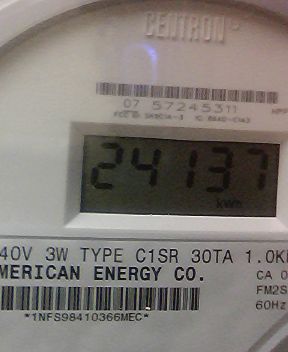 CENTRON
07 57245311
24137
kWh
40V 3W TYPE C1SR 30TA 1.0K
MERICAN ENERGY CO.
CA 0
FM2S
60Hz
*1NFS98410366MEC*